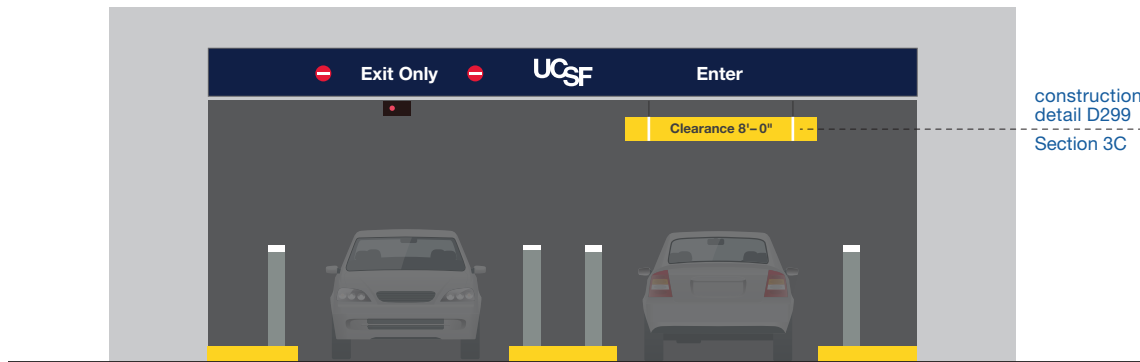 Exit Only UCSF Enter
Clearance 8'–0"
construction
detail D299
Section 3C